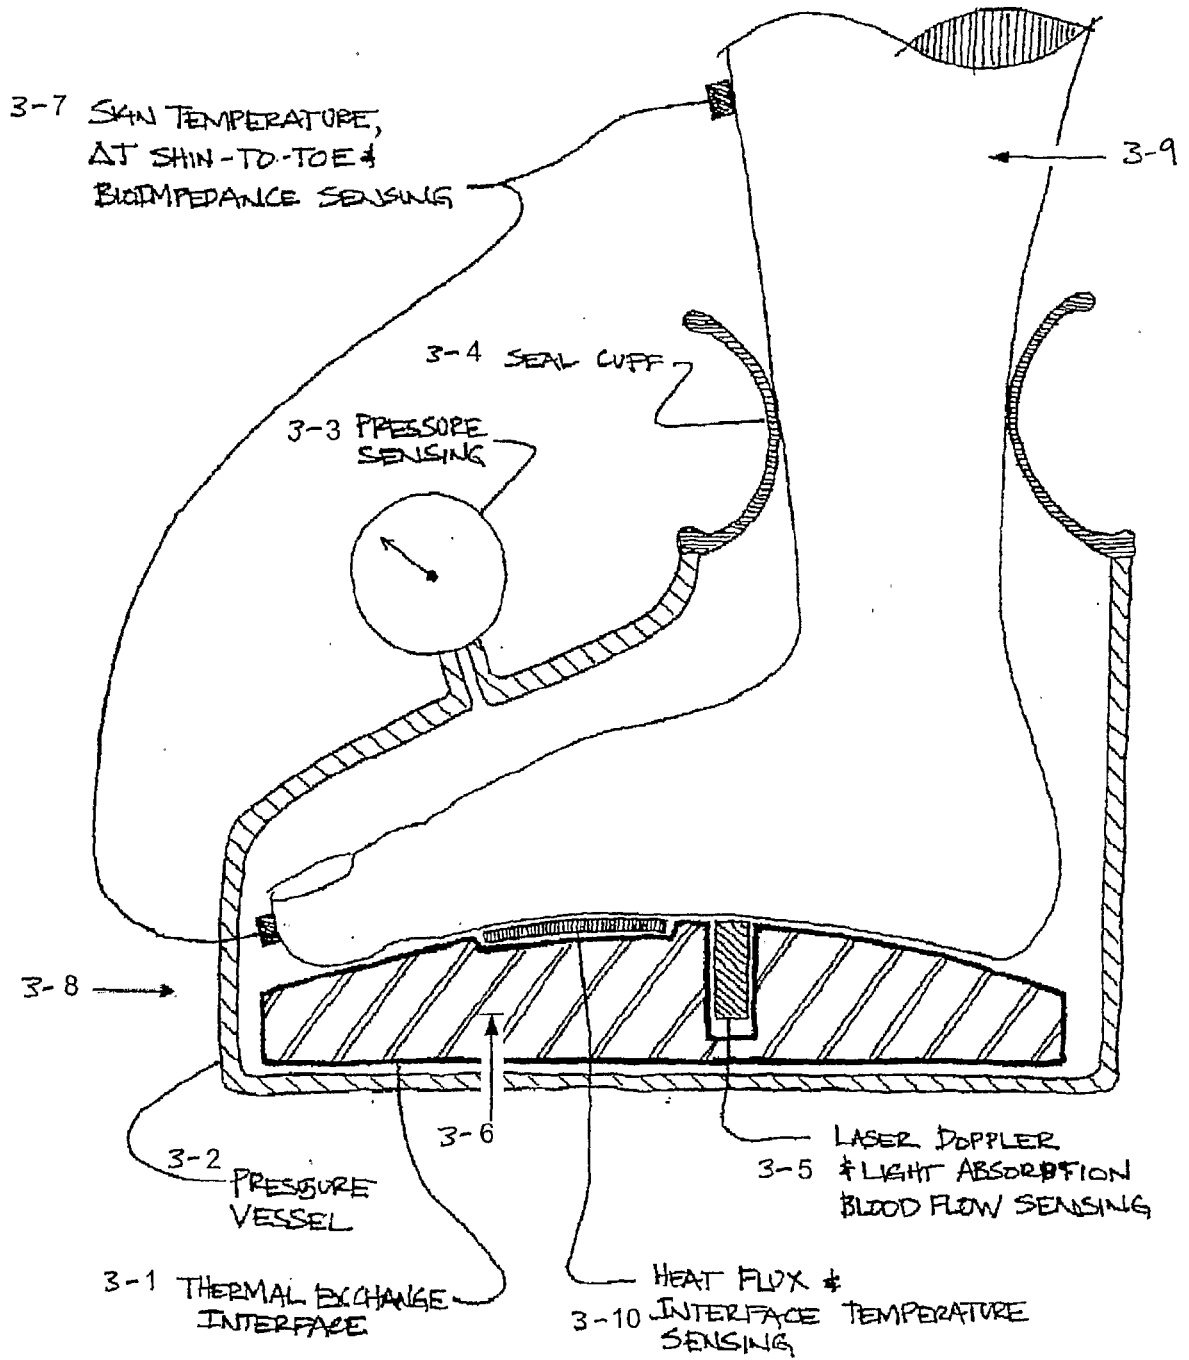 3-7 SKIN TEMPERATURE,
ΔT SHIN-TO-TOE &
BIOIMPEDANCE SENSING
3-9
3-4 SEAL CUFF
3-3 PRESSURE
SENSING
3-8
3-6
3-2
PRESSURE
VESSEL
LASER DOPPLER
3-5 & LIGHT ABSORPTION
BLOOD FLOW SENSING
3-1 THERMAL EXCHANGE
INTERFACE
HEAT FLUX &
3-10 INTERFACE TEMPERATURE
SENSING